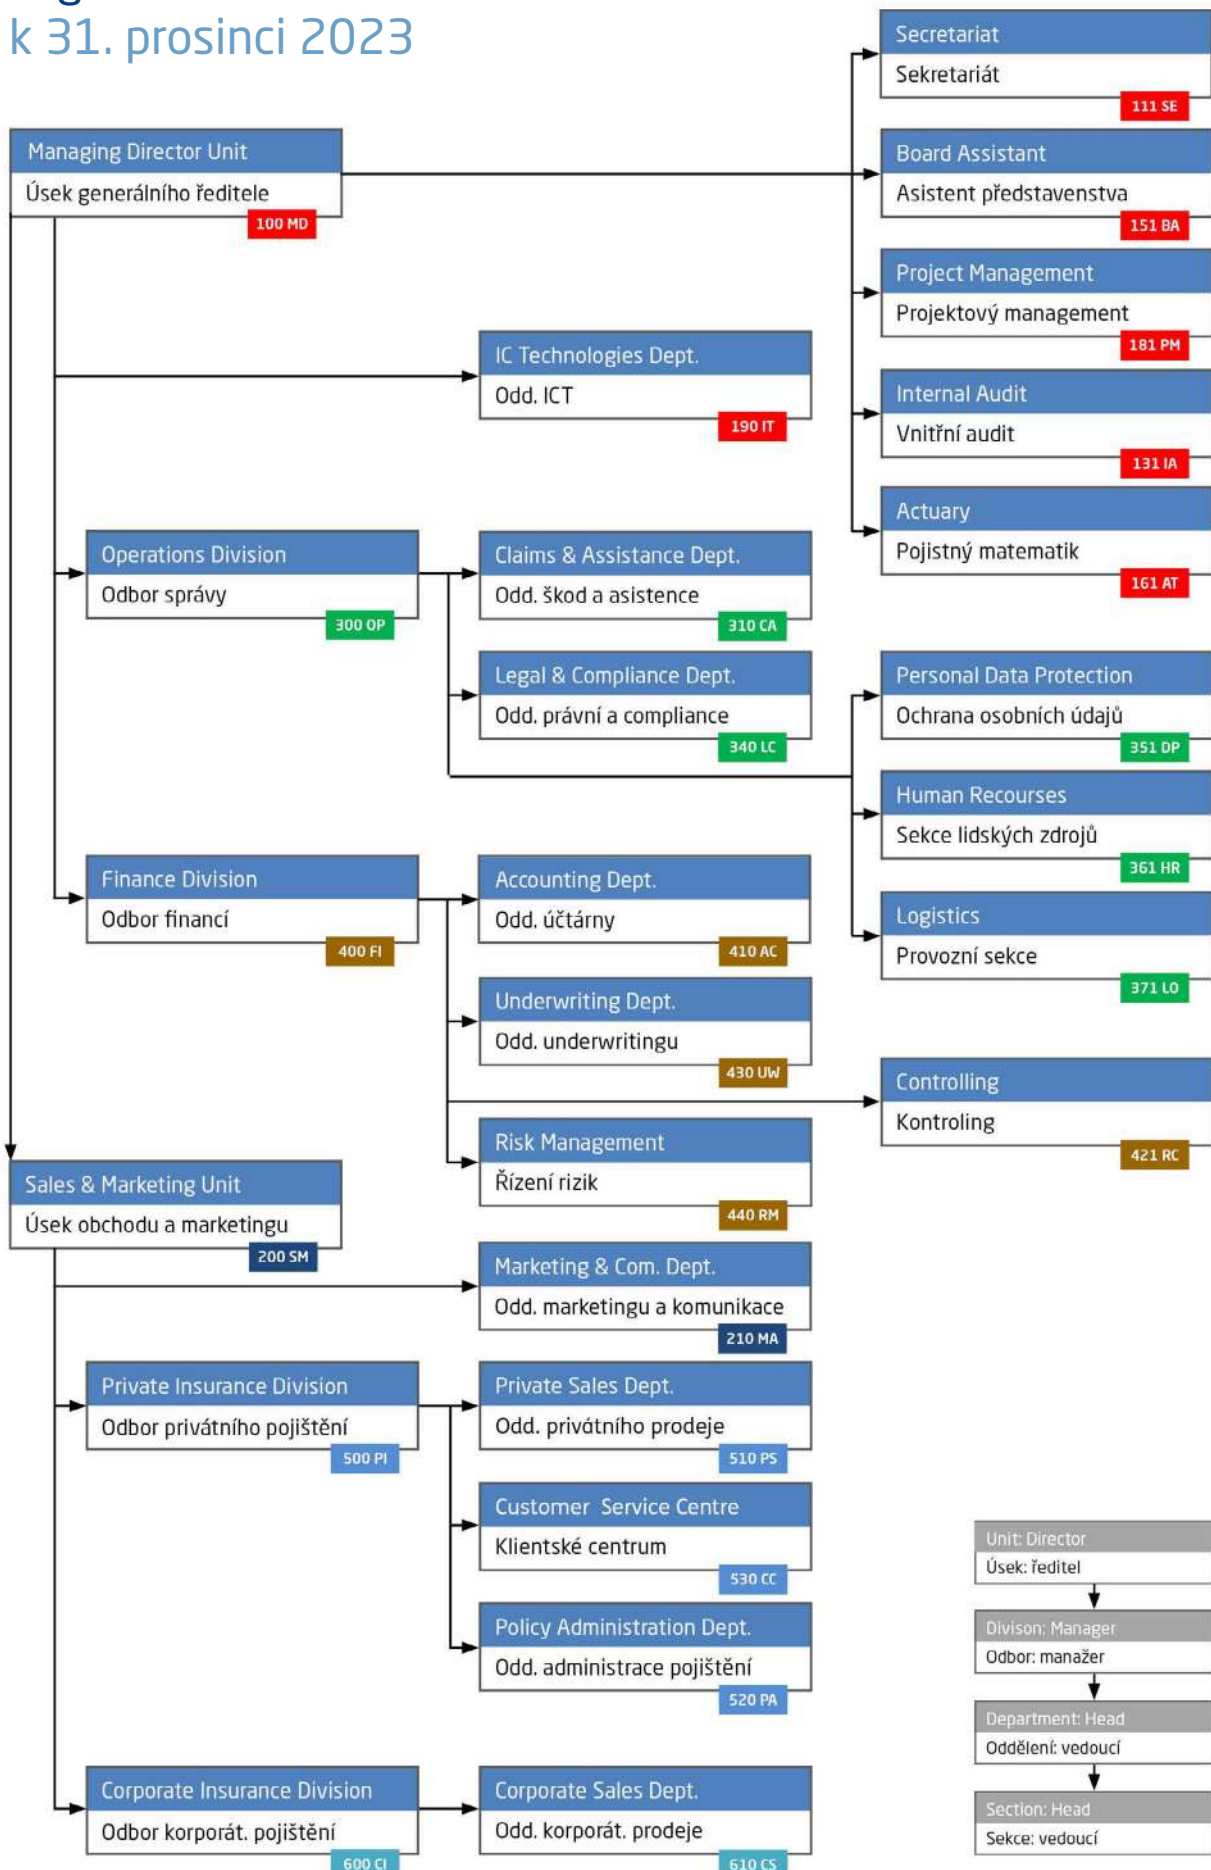 k 31. prosinci 2023
Secretariat
Sekretariát
111 SE
Managing Director Unit
Úsek generálního ředitele
100 MD
Board Assistant
Asistent představenstva
151 BA
Project Management
Projektový management
181 PM
IC Technologies Dept.
Odd. ICT
190 IT
Internal Audit
Vnitřní audit
131 IA
Actuary
Pojistný matematik
161 AT
Operations Division
Odbor správy
300 OP
Claims & Assistance Dept.
Odd. škod a asistence
310 CA
Legal & Compliance Dept.
Odd. právní a compliance
340 LC
Personal Data Protection
Ochrana osobních údajů
351 DP
Human Recourses
Sekce lidských zdrojů
361 HR
Logistics
Provozní sekce
371 LO
Finance Division
Odbor financí
400 FI
Accounting Dept.
Odd. účtárny
410 AC
Underwriting Dept.
Odd. underwritingu
430 UW
Controlling
Kontroling
421 RC
Risk Management
Řízení rizik
440 RM
Sales & Marketing Unit
Úsek obchodu a marketingu
200 SM
Marketing & Com. Dept.
Odd. marketingu a komunikace
210 MA
Private Insurance Division
Odbor privátního pojištění
500 PI
Private Sales Dept.
Odd. privátního prodeje
510 PS
Customer Service Centre
Klientské centrum
530 CC
Policy Administration Dept.
Odd. administrace pojištění
520 PA
Corporate Insurance Division
Odbor korporát. pojištění
600 CI
Corporate Sales Dept.
Odd. korporát. prodeje
610 CS
Unit: Director
Úsek: ředitel
Divison: Manager
Odbor: manažer
Department: Head
Oddělení: vedoucí
Section: Head
Sekce: vedoucí